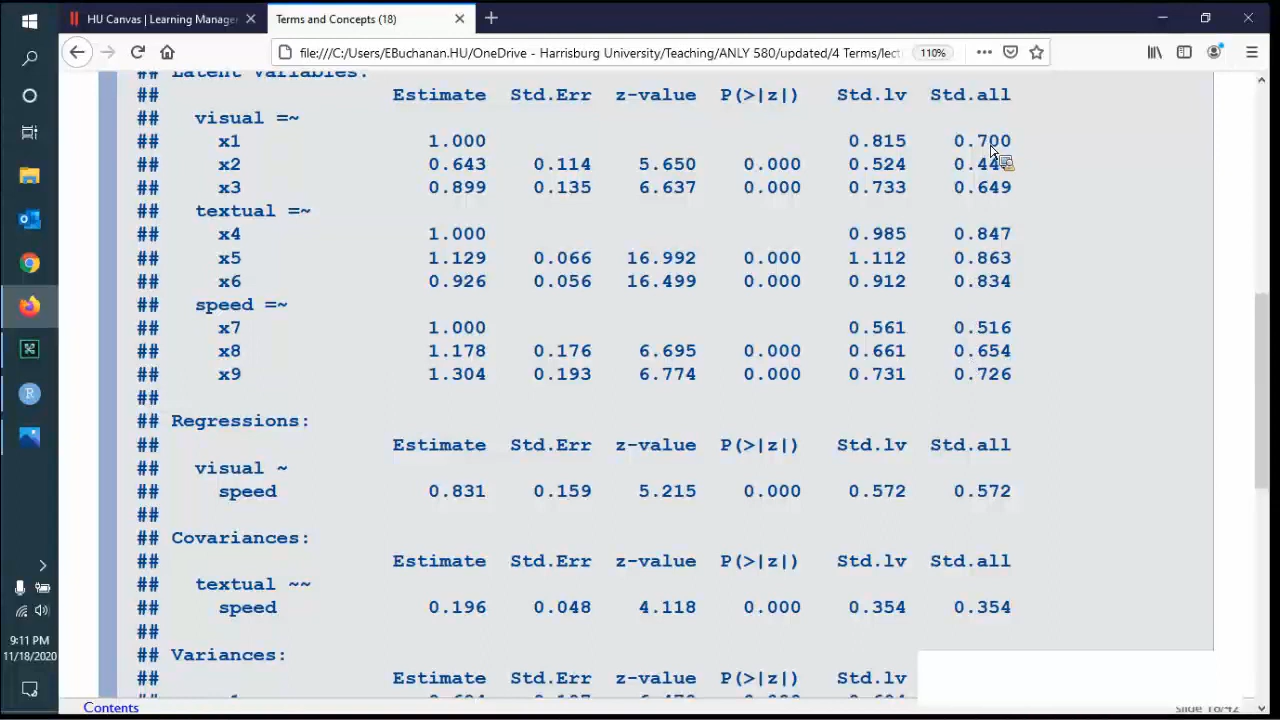 HU Canvas | Learning Manage
Terms and Concepts (18)
file:///C:/Users/EBuchanan.HU/OneDrive - Harrisburg University/Teaching/ANLY 580/updated/4 Terms/lect
110%
## Latent Variables:
## Estimate Std.Err z-value P(>|z|) Std.lv Std.all
## visual =~
## x1 1.000 0.815 0.700
## x2 0.643 0.114 5.650 0.000 0.524
## x3 0.899 0.135 6.637 0.000 0.733 0.649
## textual =~
## x4 1.000 0.985 0.847
## x5 1.129 0.066 16.992 0.000 1.112 0.863
## x6 0.926 0.056 16.499 0.000 0.912 0.834
## speed =~
## x7 1.000 0.561 0.516
## x8 1.178 0.176 6.695 0.000 0.661 0.654
## x9 1.304 0.193 6.774 0.000 0.731 0.726
##
## Regressions:
## Estimate Std.Err z-value P(>|z|) Std.lv Std.all
## visual ~
## speed 0.831 0.159 5.215 0.000 0.572 0.572
##
## Covariances:
## Estimate Std.Err z-value P(>|z|) Std.lv Std.all
## textual ~~
## speed 0.196 0.048 4.118 0.000 0.354 0.354
##
## Variances:
## Estimate Std.Err z-value P(>|z|) Std.lv
Contents
9:11 PM
11/18/2020